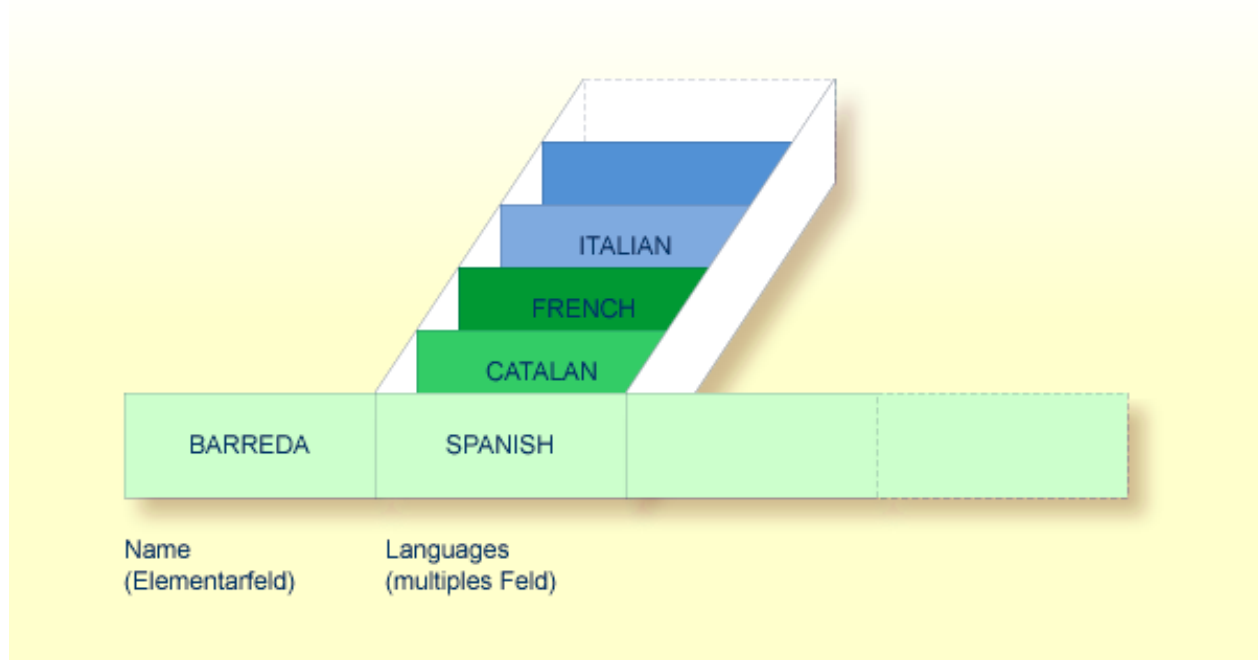 ITALIAN
FRENCH
CATALAN
BARREDA
SPANISH
Name
(Elementarfeld)
Languages
(multiples Feld)